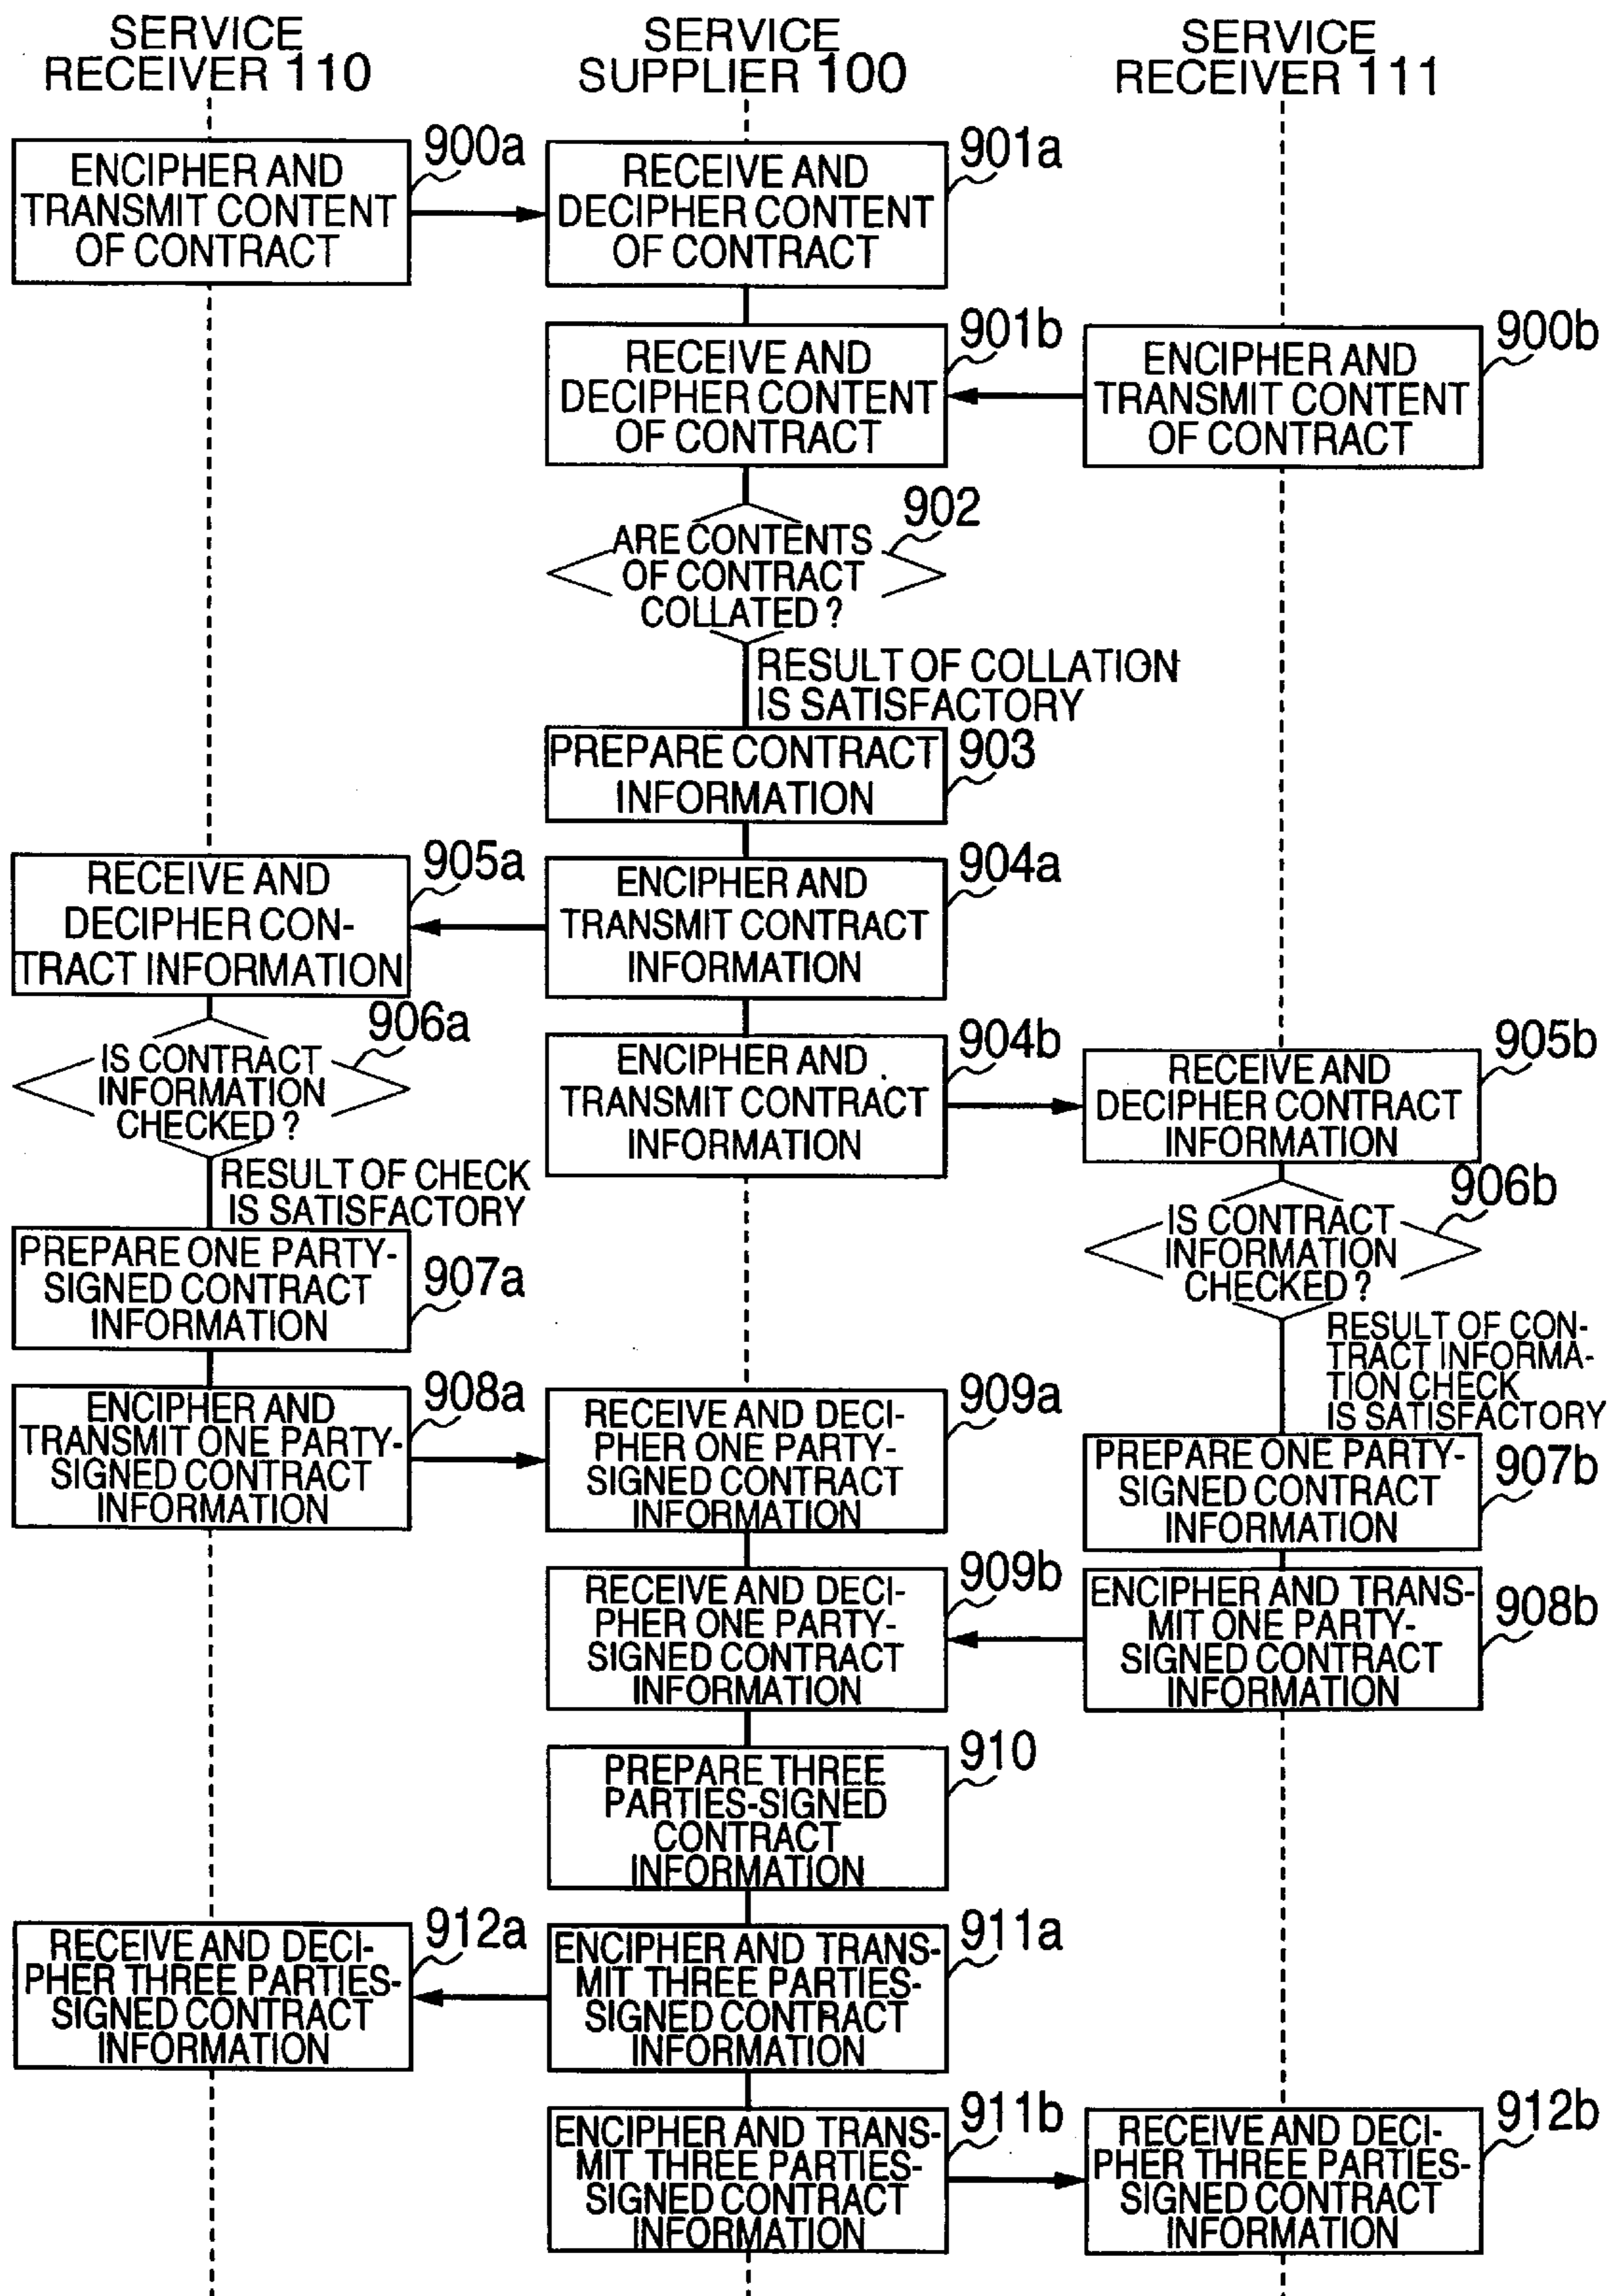 SERVICE
RECEIVER 110
SERVICE
SUPPLIER 100
SERVICE
RECEIVER 111
ENCIPHER AND
TRANSMIT CONTENT
OF CONTRACT
900a
RECEIVE AND
DECIPHER CONTENT
OF CONTRACT
901a
RECEIVE AND
DECIPHER CONTENT
OF CONTRACT
901b
ENCIPHER AND
TRANSMIT CONTENT
OF CONTRACT
900b
ARE CONTENTS
OF CONTRACT
COLLATED ?
902
RESULT OF COLLATION
IS SATISFACTORY
PREPARE CONTRACT
INFORMATION
903
RECEIVE AND
DECIPHER CON-
TRACT INFORMATION
905a
ENCIPHER AND
TRANSMIT CONTRACT
INFORMATION
904a
IS CONTRACT
INFORMATION
CHECKED ?
906a
ENCIPHER AND
TRANSMIT CONTRACT
INFORMATION
904b
RECEIVE AND
DECIPHER CONTRACT
INFORMATION
905b
RESULT OF CHECK
IS SATISFACTORY
IS CONTRACT
INFORMATION
CHECKED ?
906b
PREPARE ONE PARTY-
SIGNED CONTRACT
INFORMATION
907a
RESULT OF CON-
TRACT INFORMA-
TION CHECK
IS SATISFACTORY
ENCIPHER AND
TRANSMIT ONE PARTY-
SIGNED CONTRACT
INFORMATION
908a
RECEIVE AND DECI-
PHER ONE PARTY-
SIGNED CONTRACT
INFORMATION
909a
PREPARE ONE PARTY-
SIGNED CONTRACT
INFORMATION
907b
RECEIVE AND DECI-
PHER ONE PARTY-
SIGNED CONTRACT
INFORMATION
909b
ENCIPHER AND TRANS-
MIT ONE PARTY-
SIGNED CONTRACT
INFORMATION
908b
PREPARE THREE
PARTIES-SIGNED
CONTRACT
INFORMATION
910
RECEIVE AND DECI-
PHER THREE PARTIES-
SIGNED CONTRACT
INFORMATION
912a
ENCIPHER AND TRANS-
MIT THREE PARTIES-
SIGNED CONTRACT
INFORMATION
911a
ENCIPHER AND TRANS-
MIT THREE PARTIES-
SIGNED CONTRACT
INFORMATION
911b
RECEIVE AND DECI-
PHER THREE PARTIES-
SIGNED CONTRACT
INFORMATION
912b